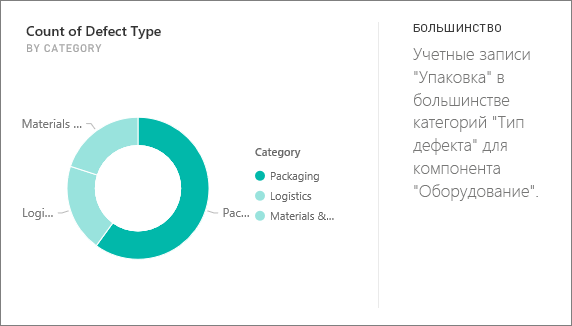 Count of Defect Type
BY CATEGORY
Materials ...
Logi...
Pac...
Category
Packaging
Logistics
Materials &...
БОЛЬШИНСТВО
Учетные записи
"Упаковка" в
большинстве
категорий "Тип
дефекта" для
компонента
"Оборудование".